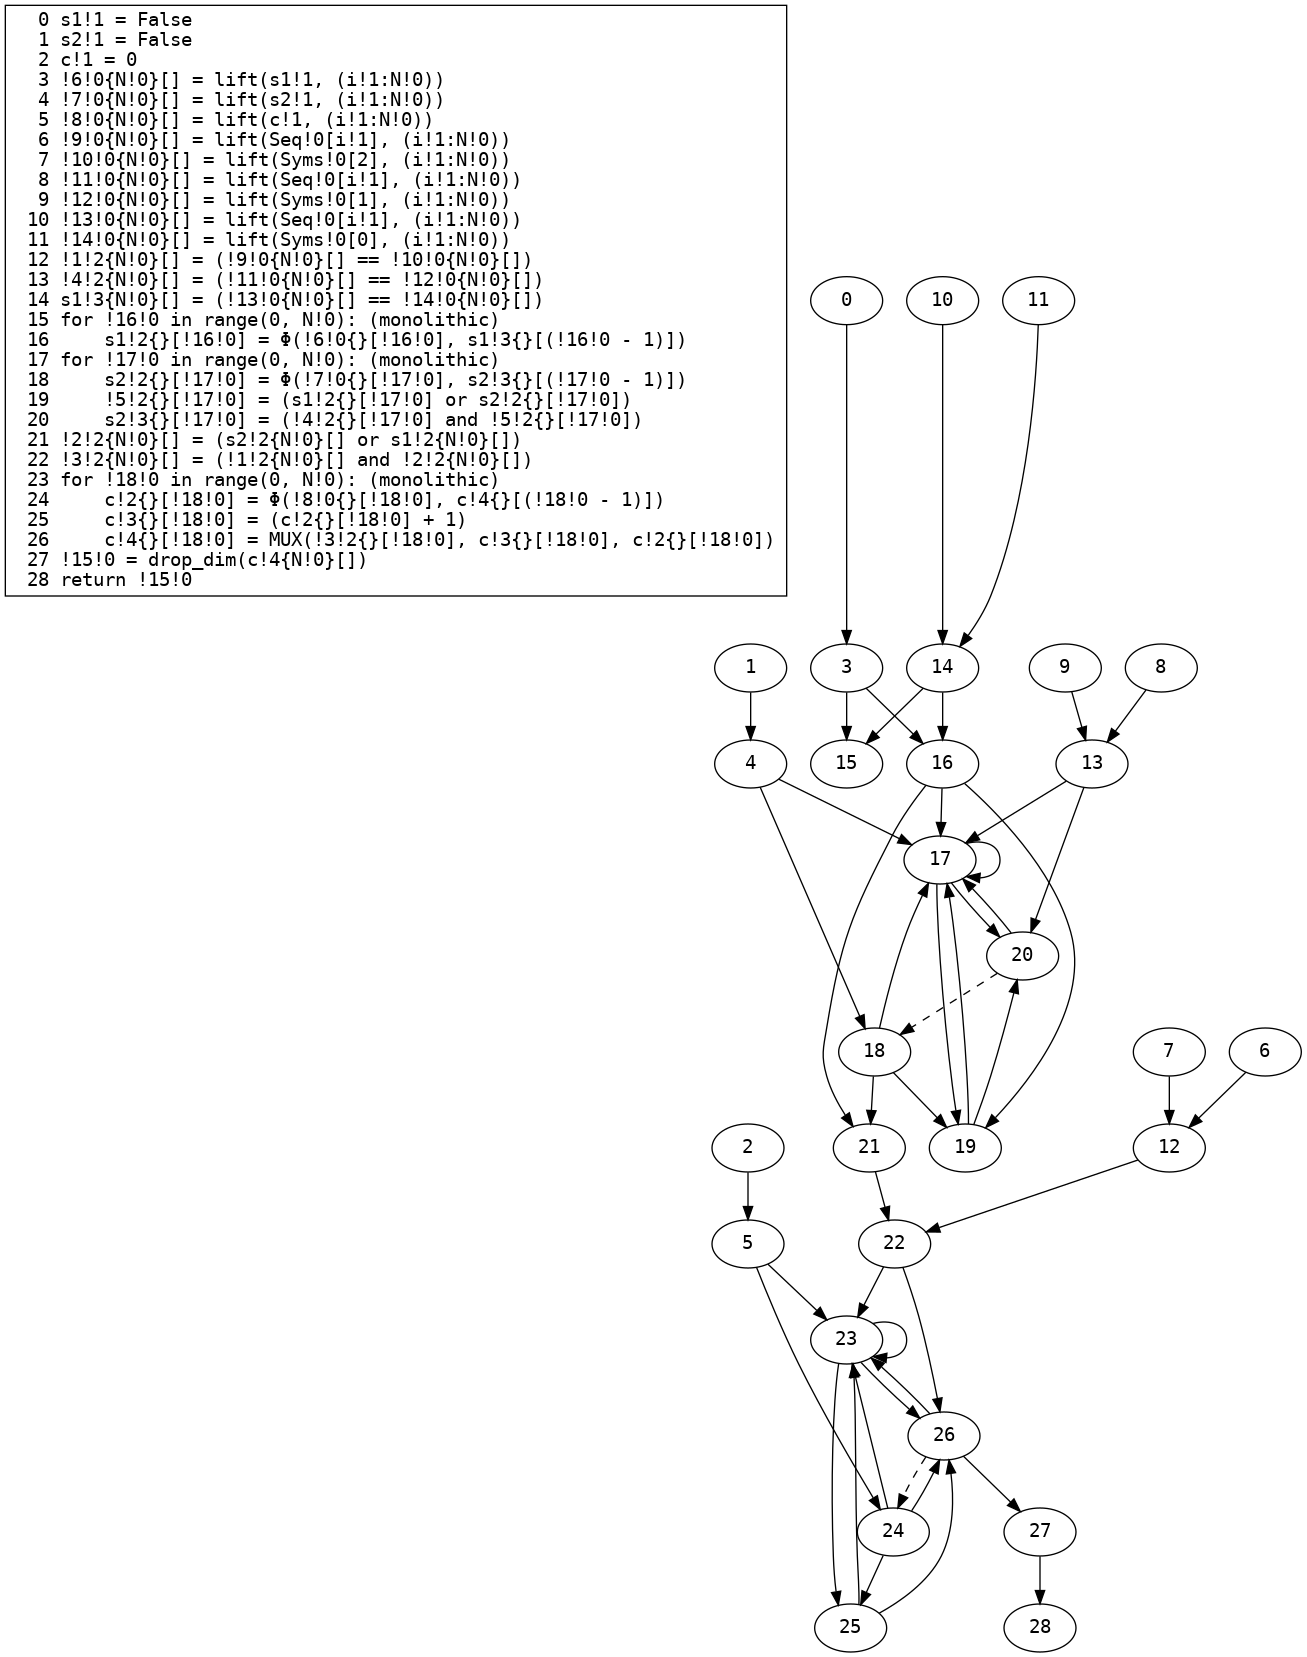 0 s1!1 = False
1 s2!1 = False
2 c!1 = 0
3 !6!0{N!0}[] = lift(s1!1, (i!1:N!0))
4 !7!0{N!0}[] = lift(s2!1, (i!1:N!0))
5 !8!0{N!0}[] = lift(c!1, (i!1:N!0))
6 !9!0{N!0}[] = lift(Seq!0[i!1], (i!1:N!0))
7 !10!0{N!0}[] = lift(Syms!0[2], (i!1:N!0))
8 !11!0{N!0}[] = lift(Seq!0[i!1], (i!1:N!0))
9 !12!0{N!0}[] = lift(Syms!0[1], (i!1:N!0))
10 !13!0{N!0}[] = lift(Seq!0[i!1], (i!1:N!0))
11 !14!0{N!0}[] = lift(Syms!0[0], (i!1:N!0))
12 !1!2{N!0}[] = (!9!0{N!0}[] == !10!0{N!0}[])
13 !4!2{N!0}[] = (!11!0{N!0}[] == !12!0{N!0}[])
14 s1!3{N!0}[] = (!13!0{N!0}[] == !14!0{N!0}[])
15 for !16!0 in range(0, N!0): (monolithic)
16     s1!2{}[!16!0] = Φ(!6!0{}[!16!0], s1!3{}[(!16!0 - 1)])
17 for !17!0 in range(0, N!0): (monolithic)
18     s2!2{}[!17!0] = Φ(!7!0{}[!17!0], s2!3{}[(!17!0 - 1)])
19     !5!2{}[!17!0] = (s1!2{}[!17!0] or s2!2{}[!17!0])
20     s2!3{}[!17!0] = (!4!2{}[!17!0] and !5!2{}[!17!0])
21 !2!2{N!0}[] = (s2!2{N!0}[] or s1!2{N!0}[])
22 !3!2{N!0}[] = (!1!2{N!0}[] and !2!2{N!0}[])
23 for !18!0 in range(0, N!0): (monolithic)
24     c!2{}[!18!0] = Φ(!8!0{}[!18!0], c!4{}[(!18!0 - 1)])
25     c!3{}[!18!0] = (c!2{}[!18!0] + 1)
26     c!4{}[!18!0] = MUX(!3!2{}[!18!0], c!3{}[!18!0], c!2{}[!18!0])
27 !15!0 = drop_dim(c!4{N!0}[])
28 return !15!0
0
10
11
1
3
14
9
8
4
15
16
13
17
20
18
7
6
2
21
19
12
5
22
23
26
24
27
25
28